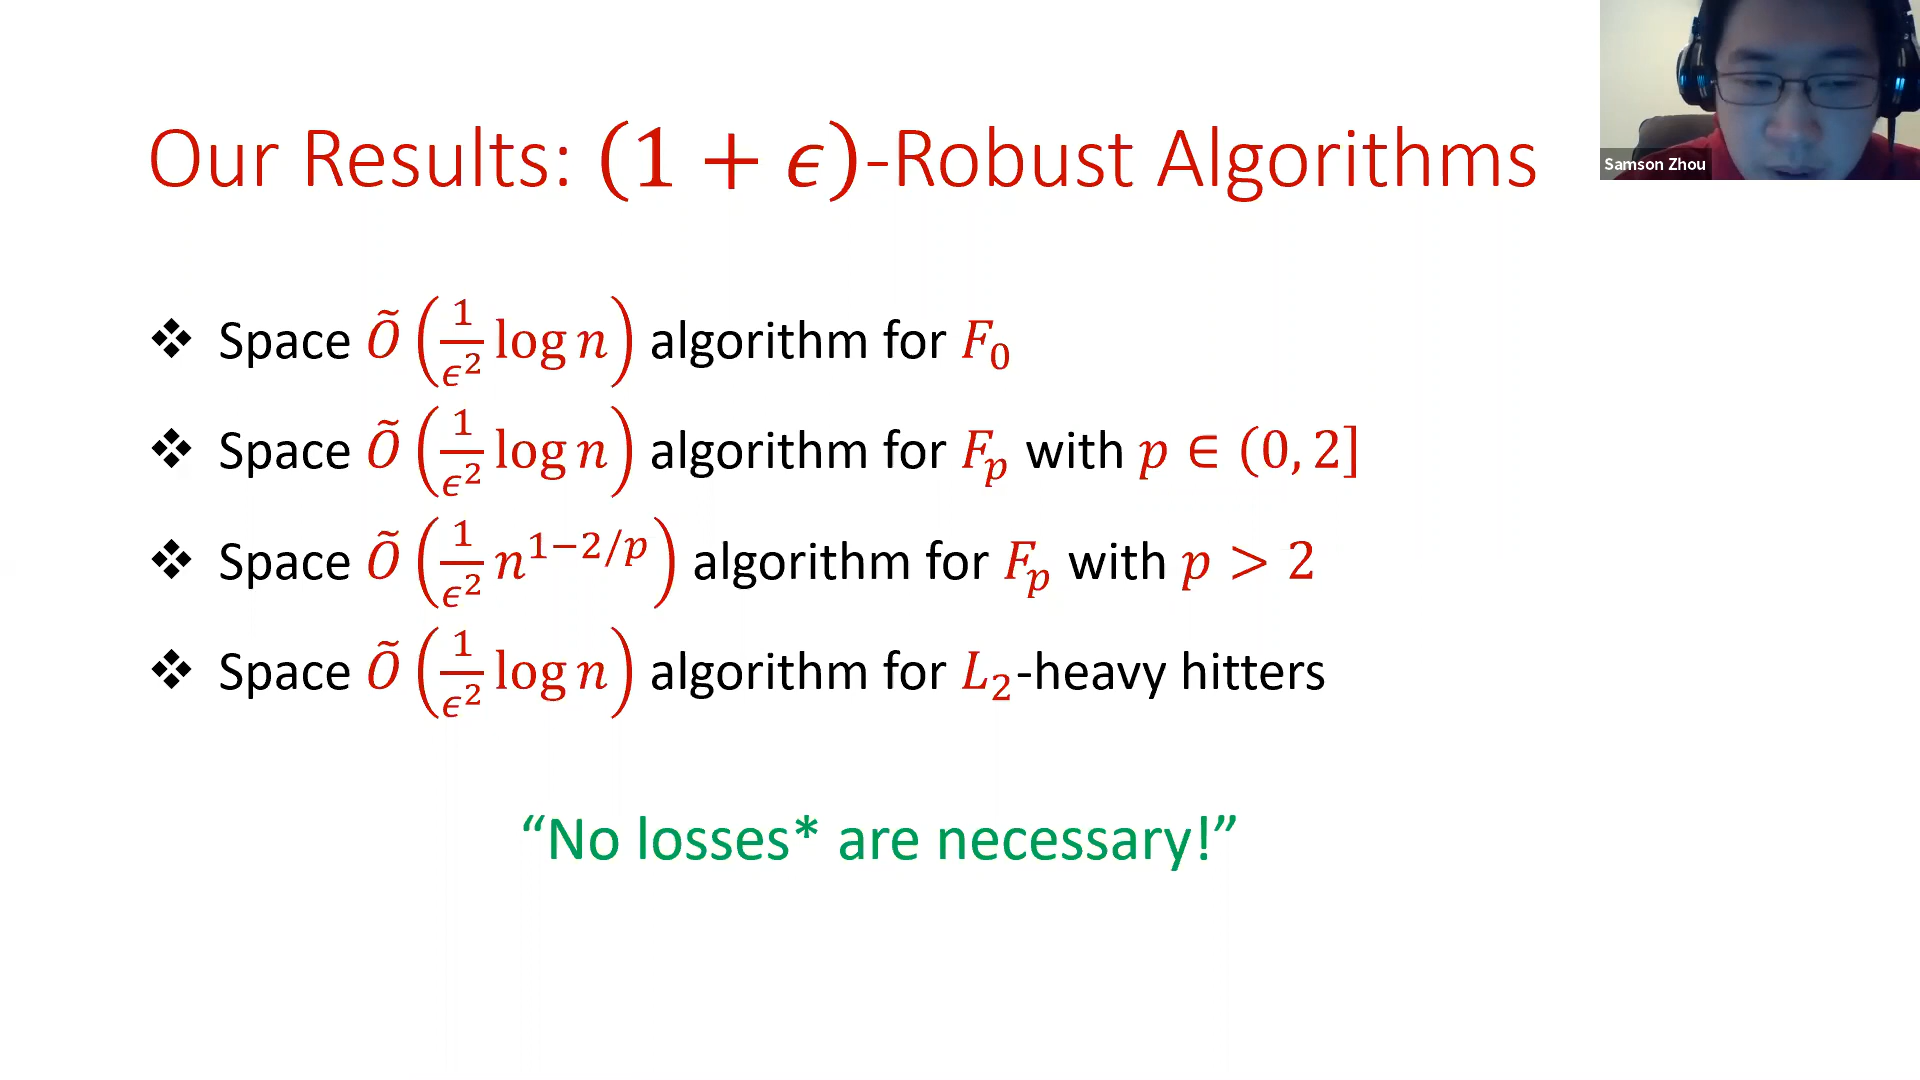 Our Results: (1 + ϵ)-Robust Algorithms
Samson Zhou
❖ Space Õ(1/ϵ² log n) algorithm for F₀
❖ Space Õ(1/ϵ² log n) algorithm for Fₚ with p ∈ (0, 2]
❖ Space Õ(1/ϵ² n^{1−2/p}) algorithm for Fₚ with p > 2
❖ Space Õ(1/ϵ² log n) algorithm for L₂-heavy hitters
“No losses* are necessary!”